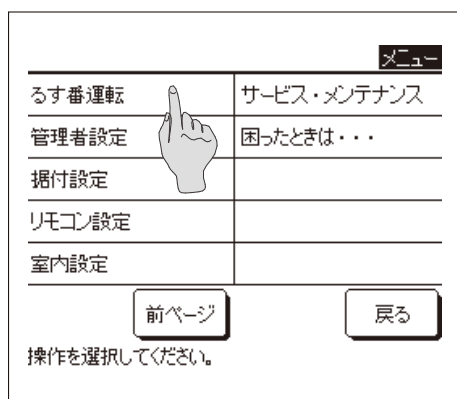 メニュー
るす番運転 サービス・メンテナンス
管理者設定 困ったときは・・・
据付設定
リモコン設定
室内設定
前ページ 戻る
操作を選択してください。